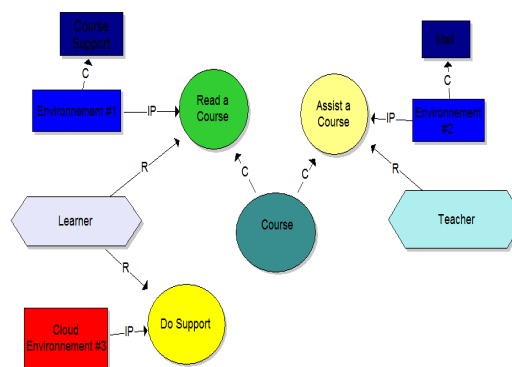 Course
Support
Mail
C
C
Environnement #1
IP
Read a
Course
Assist a
Course
IP
Environnement
#2
R
C
C
R
Learner
Course
Teacher
R
Cloud
Environnement #3
IP
Do Support